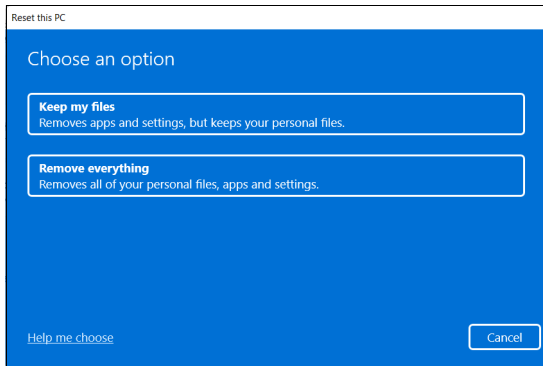 Reset this PC
Choose an option
Keep my files
Removes apps and settings, but keeps your personal files.
Remove everything
Removes all of your personal files, apps and settings.
Help me choose
Cancel